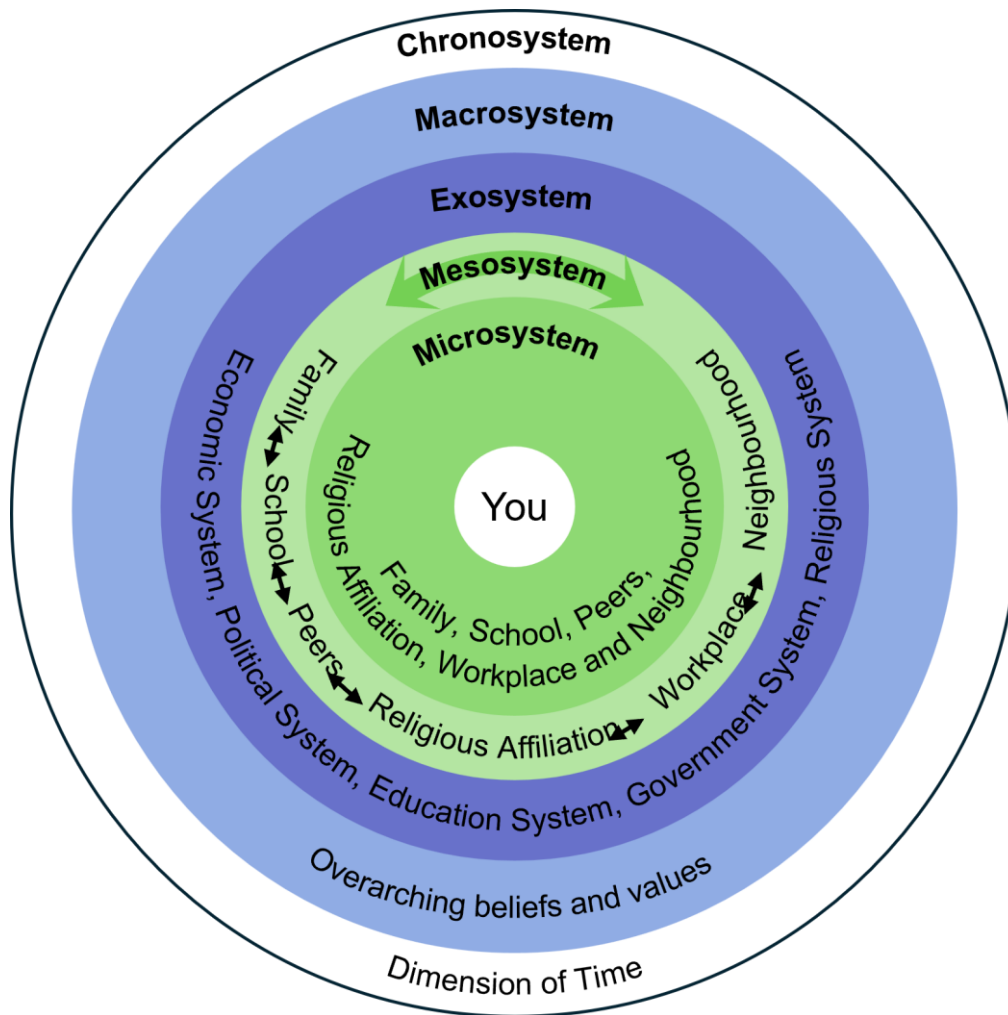 Chronosystem
Macrosystem
Exosystem
Mesosystem
Microsystem
You
Family, School, Peers,
Religious Affiliation, Workplace and Neighbourhood
Family
School
Peers
Religious Affiliation
Workplace
Neighbourhood
Economic System, Political System, Education System, Government System, Religious System
Overarching beliefs and values
Dimension of Time